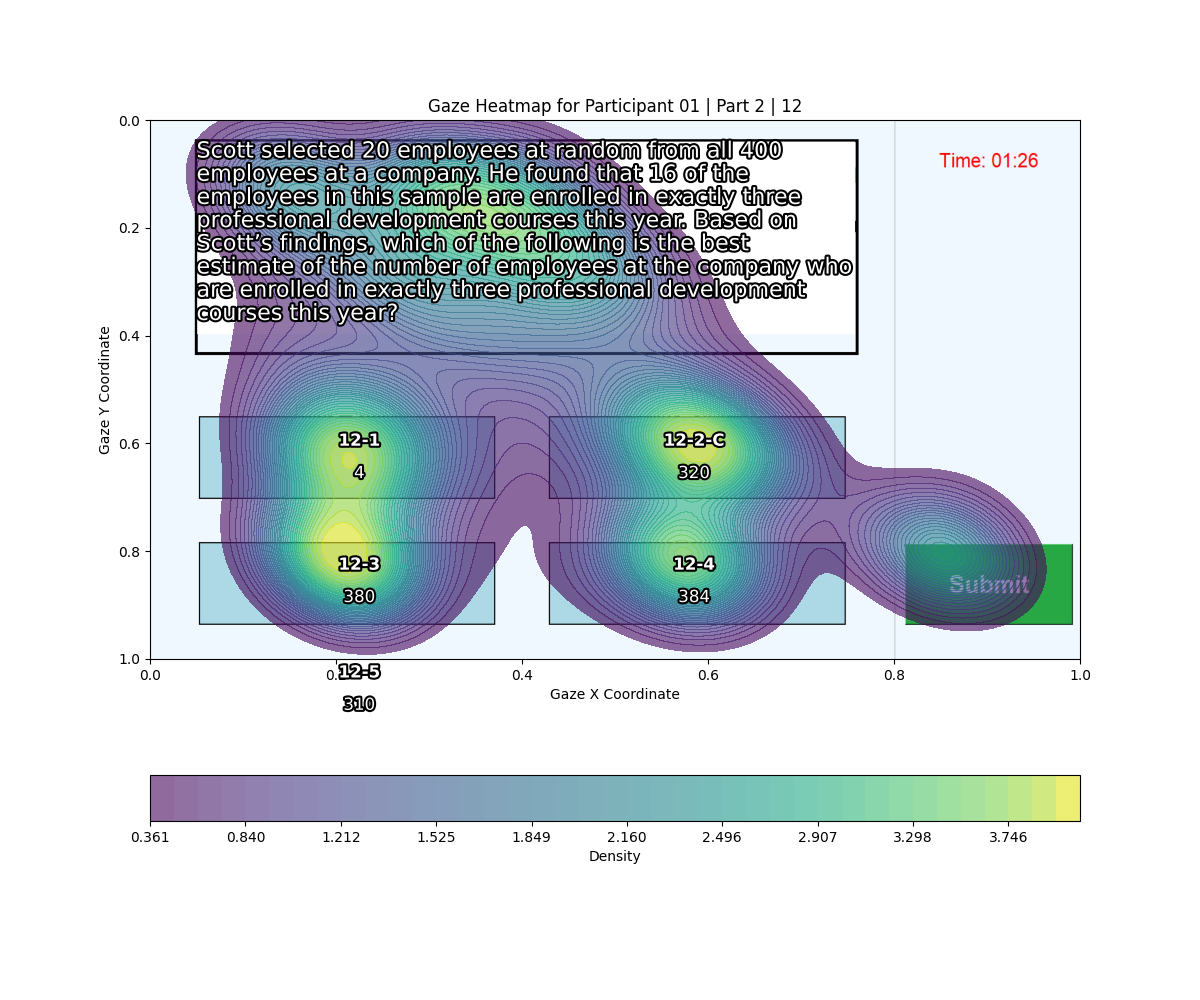 Gaze Heatmap for Participant 01 | Part 2 | 12
Scott selected 20 employees at random from all 400
employees at a company. He found that 16 of the
employees in this sample are enrolled in exactly three
professional development courses this year. Based on
Scott’s findings, which of the following is the best
estimate of the number of employees at the company who
are enrolled in exactly three professional development
courses this year?
Time: 01:26
0.0
0.2
0.4
0.6
0.8
1.0
Gaze Y Coordinate
12-1
4
12-2-C
320
12-3
380
12-4
384
Submit
12-5
310
0.0
0.4
0.6
0.8
1.0
Gaze X Coordinate
0.361
0.840
1.212
1.525
1.849
2.160
2.496
2.907
3.298
3.746
Density